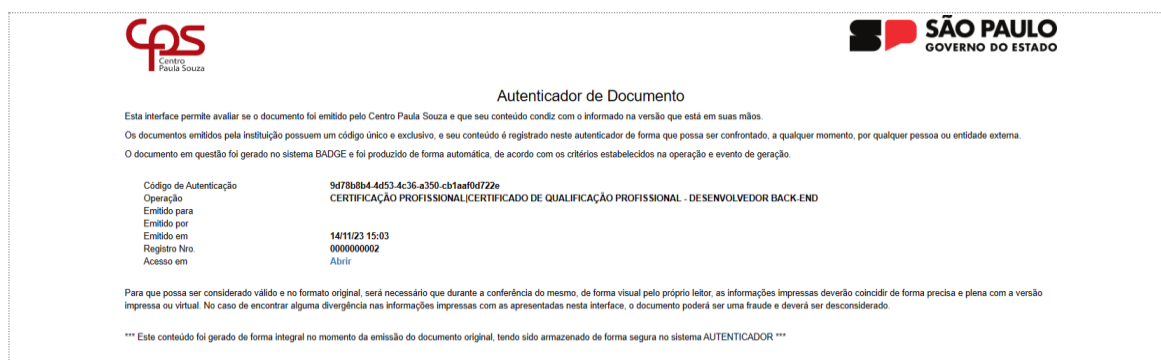 CPS
Centro
Paula Souza
SÃO PAULO
GOVERNO DO ESTADO
Autenticador de Documento
Esta interface permite avaliar se o documento foi emitido pelo Centro Paula Souza e que seu conteúdo condiz com o informado na versão que está em suas mãos.
Os documentos emitidos pela instituição possuem um código único e exclusivo, e seu conteúdo é registrado neste autenticador de forma que possa ser confrontado, a qualquer momento, por qualquer pessoa ou entidade externa.
O documento em questão foi gerado no sistema BADGE e foi produzido de forma automática, de acordo com os critérios estabelecidos na operação e evento de geração.
Código de Autenticação 9d78b8b4-4d53-4c36-a350-cb1aaf0d722e
Operação CERTIFICAÇÃO PROFISSIONAL|CERTIFICADO DE QUALIFICAÇÃO PROFISSIONAL - DESENVOLVEDOR BACK-END
Emitido para
Emitido por
Emitido em 14/11/23 15:03
Registro Nro. 0000000002
Acesso em Abrir
Para que possa ser considerado válido e no formato original, será necessário que durante a conferência do mesmo, de forma visual pelo próprio leitor, as informações impressas deverão coincidir de forma precisa e plena com a versão
impressa ou virtual. No caso de encontrar alguma divergência nas informações impressas com as apresentadas nesta interface, o documento poderá ser uma fraude e deverá ser desconsiderado.
*** Este conteúdo foi gerado de forma integral no momento da emissão do documento original, tendo sido armazenado de forma segura no sistema AUTENTICADOR ***